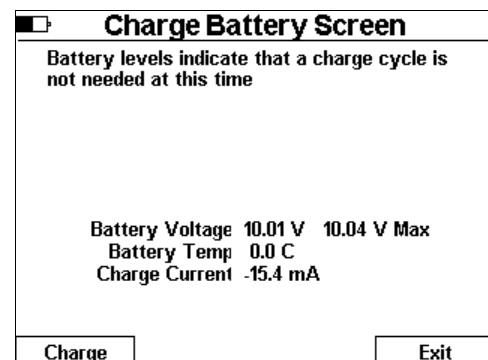 Charge Battery Screen
Battery levels indicate that a charge cycle is
not needed at this time
Battery Voltage 10.01 V 10.04 V Max
Battery Temp 0.0 C
Charge Current -15.4 mA
Charge Exit